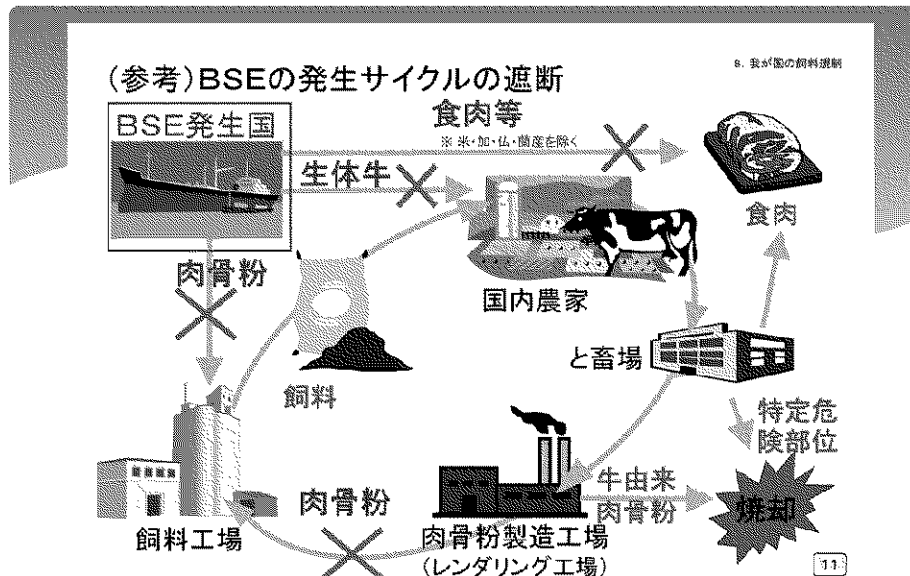 8. 我が国の飼料規制
(参考)BSEの発生サイクルの遮断
BSE発生国
食肉等
※ 米・加・仏・蘭産を除く
生体牛
食肉
肉骨粉
国内農家
と畜場
飼料
特定危
険部位
肉骨粉
牛由来
肉骨粉
焼却
飼料工場
肉骨粉製造工場
(レンダリング工場)
11